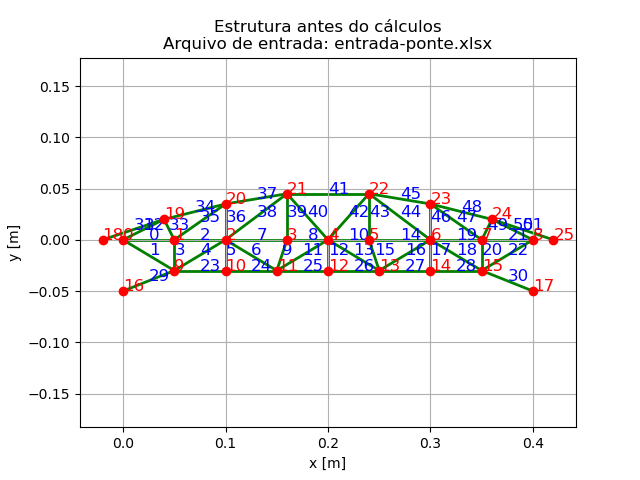 Estrutura antes do cálculos
Arquivo de entrada: entrada-ponte.xlsx
0.15
0.10
0.05
0.00
−0.05
−0.10
−0.15
y [m]
21 41 22
37 45
20 23
34 48
35 36 38 39 40 42 43 44 46 47
19 24
33 49 50 51
18 0 0 1 2 2 7 3 8 4 10 5 14 6 19 7 21 8 25
1 3 4 5 6 9 11 12 13 15 16 17 18 20 22
29 9 23 10 24 11 25 12 26 13 27 14 28 15 30
16 17
0.0 0.1 0.2 0.3 0.4
x [m]